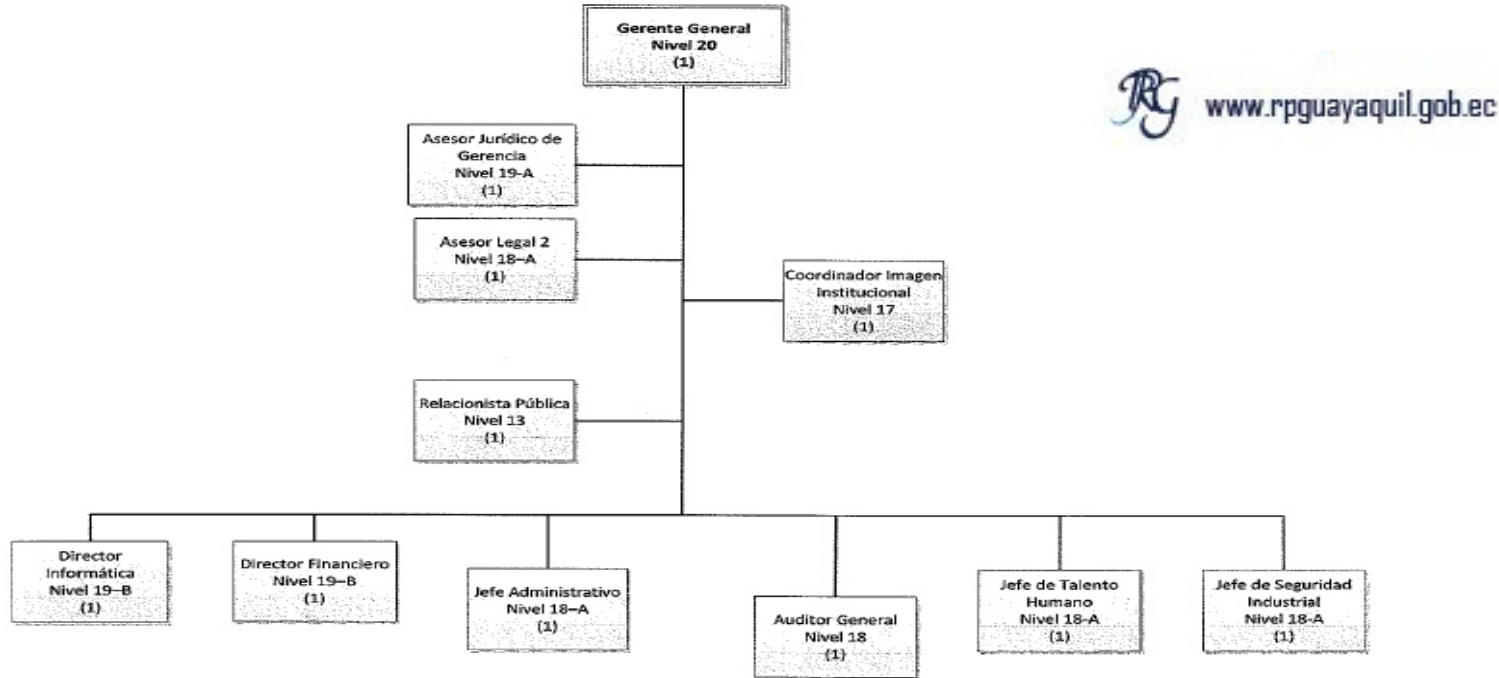 Gerente General
Nivel 20
(1)
RG www.rpguayaquil.gob.ec
Asesor Jurídico de
Gerencia
Nivel 19-A
(1)
Asesor Legal 2
Nivel 18-A
(1)
Coordinador Imagen
Institucional
Nivel 17
(1)
Relacionista Pública
Nivel 13
(1)
Director
Informática
Nivel 19-B
(1)
Director Financiero
Nivel 19-B
(1)
Jefe Administrativo
Nivel 18-A
(1)
Auditor General
Nivel 18
(1)
Jefe de Talento
Humano
Nivel 18-A
(1)
Jefe de Seguridad
Industrial
Nivel 18-A
(1)